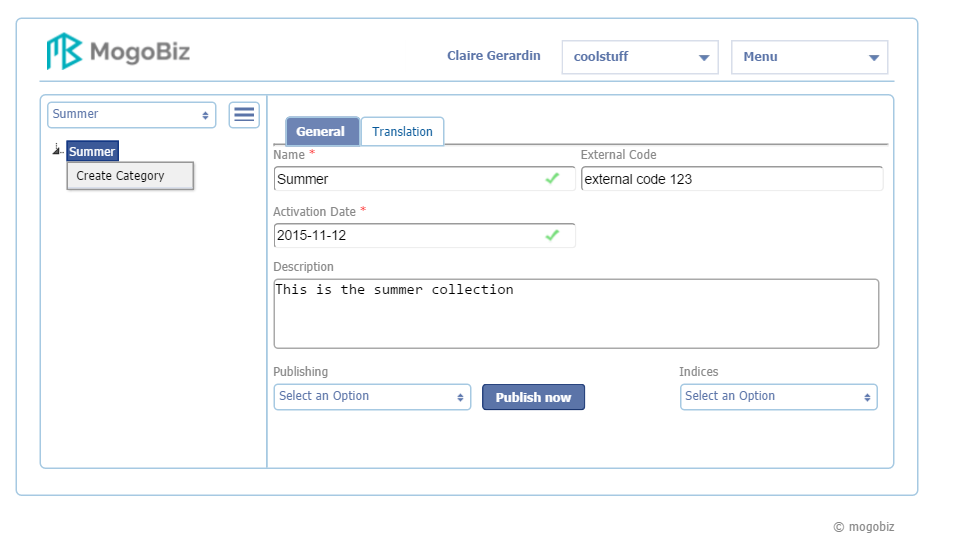 MogoBiz
Claire Gerardin
coolstuff
Menu
Summer
Summer
Create Category
General
Translation
Name *
External Code
Summer
external code 123
Activation Date *
2015-11-12
Description
This is the summer collection
Publishing
Indices
Select an Option
Publish now
Select an Option
© mogobiz